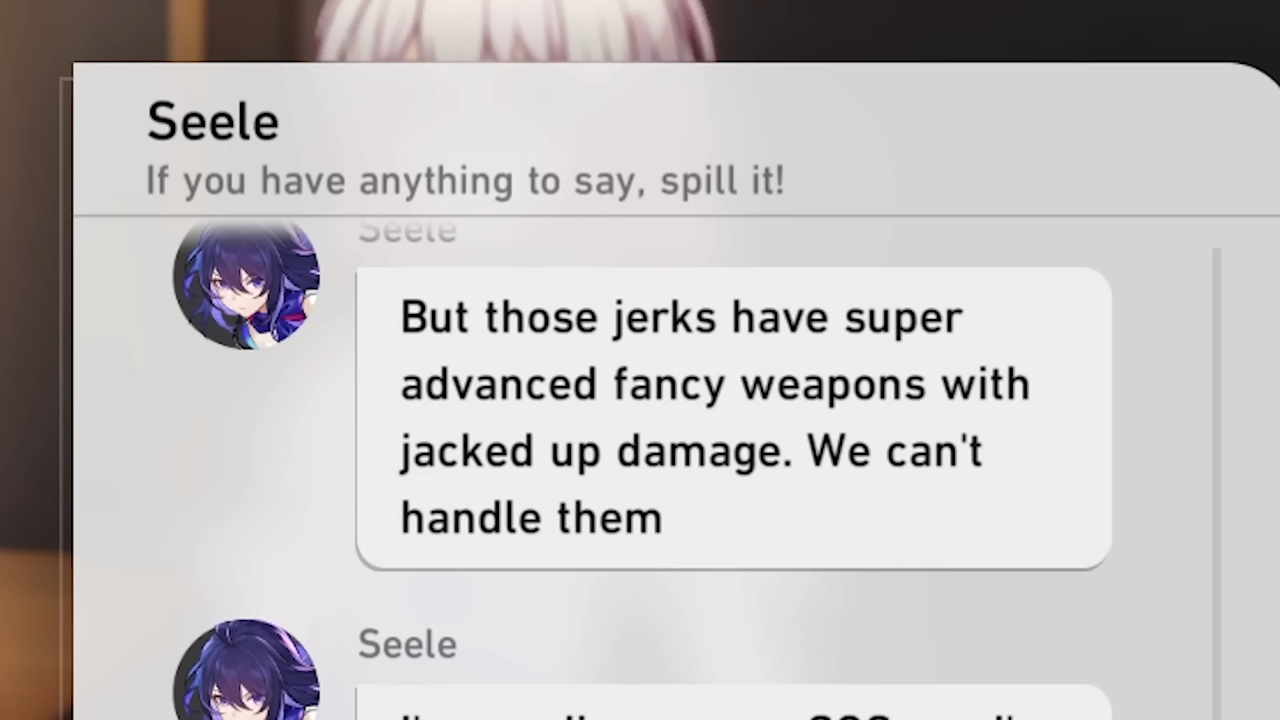 Seele
If you have anything to say, spill it!
Seele
But those jerks have super
advanced fancy weapons with
jacked up damage. We can't
handle them
Seele